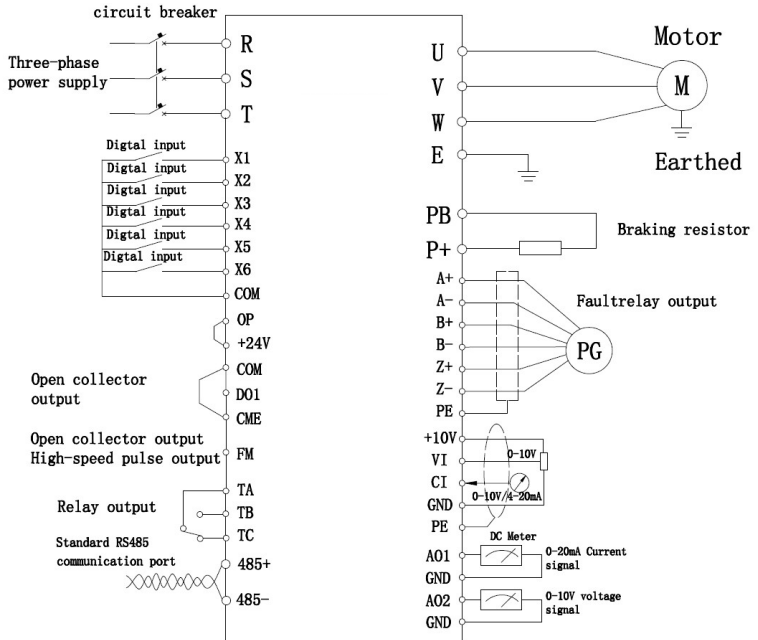 circuit breaker
Three-phase
power supply
R
S
T
Digtal input
X1
Digtal input
X2
Digtal input
X3
Digtal input
X4
Digtal input
X5
Digtal input
X6
COM
OP
+24V
Open collector
output
COM
DO1
CME
Open collector output
High-speed pulse output
FM
Relay output
TA
TB
TC
Standard RS485
communication port
485+
485-
U
V
W
E
Motor
M
Earthed
PB
P+
Braking resistor
A+
A-
B+
B-
Z+
Z-
PE
Faultrelay output
PG
+10V
VI
0-10V
CI
0-10V/4-20mA
GND
PE
DC Meter
AO1
0-20mA Current
signal
GND
AO2
0-10V voltage
signal
GND